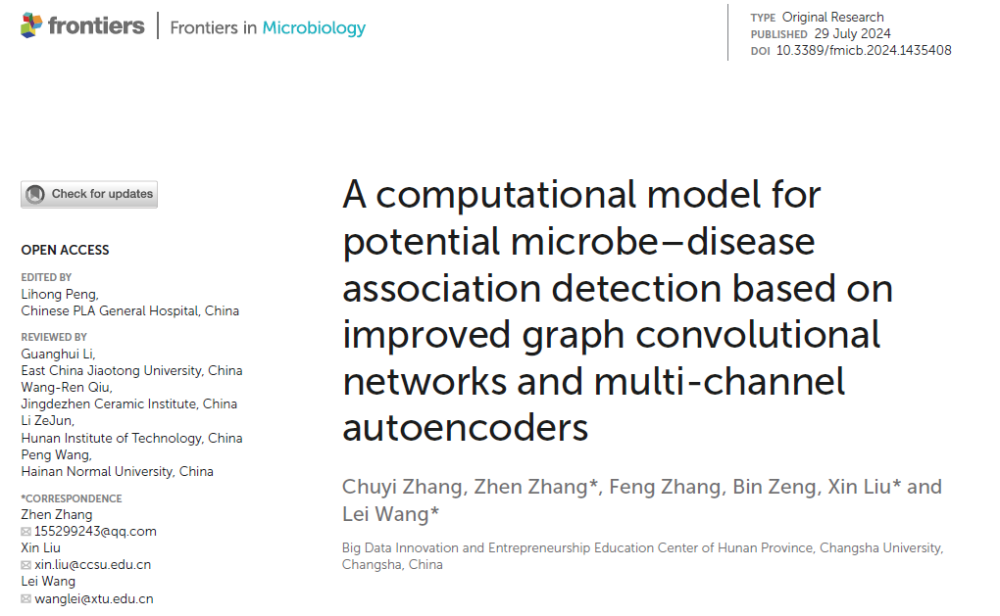 frontiers | Frontiers in Microbiology
TYPE Original Research
PUBLISHED 29 July 2024
DOI 10.3389/fmicb.2024.1435408
Check for updates
OPEN ACCESS
EDITED BY
Lihong Peng,
Chinese PLA General Hospital, China
REVIEWED BY
Guanghui Li,
East China Jiaotong University, China
Wang-Ren Qiu,
Jingdezhen Ceramic Institute, China
Li ZeJun,
Hunan Institute of Technology, China
Peng Wang,
Hainan Normal University, China
*CORRESPONDENCE
Zhen Zhang
155299243@qq.com
Xin Liu
xin.liu@ccsu.edu.cn
Lei Wang
wanglei@xtu.edu.cn
A computational model for
potential microbe–disease
association detection based on
improved graph convolutional
networks and multi-channel
autoencoders
Chuyi Zhang, Zhen Zhang*, Feng Zhang, Bin Zeng, Xin Liu* and
Lei Wang*
Big Data Innovation and Entrepreneurship Education Center of Hunan Province, Changsha University,
Changsha, China